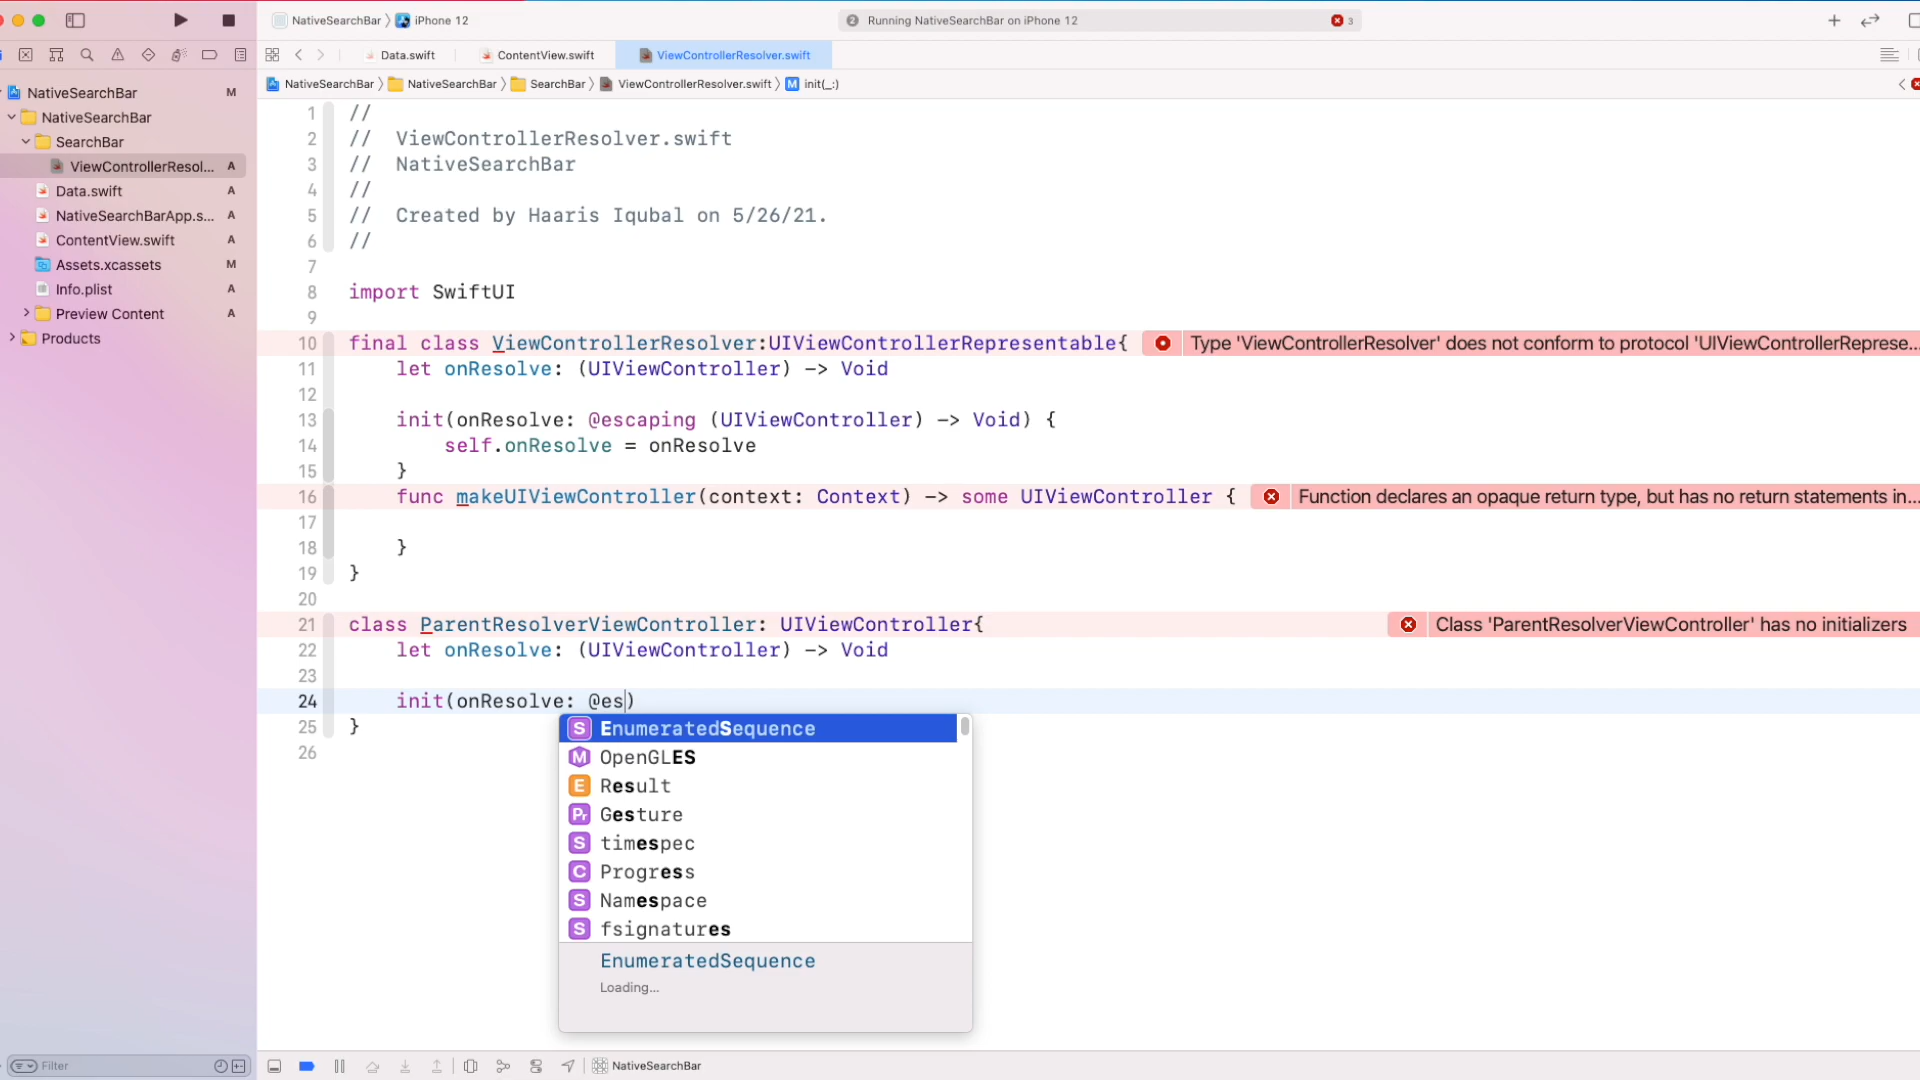 NativeSearchBar 〉 iPhone 12
2 Running NativeSearchBar on iPhone 12
3
Data.swift
ContentView.swift
ViewControllerResolver.swift
NativeSearchBar 〉 NativeSearchBar 〉 SearchBar 〉 ViewControllerResolver.swift 〉 M init(_:)
NativeSearchBar M
NativeSearchBar
SearchBar
ViewControllerResol... A
Data.swift A
NativeSearchBarApp.s... A
ContentView.swift A
Assets.xcassets M
Info.plist A
Preview Content A
Products
Filter
1 //
2 //  ViewControllerResolver.swift
3 //  NativeSearchBar
4 //
5 //  Created by Haaris Iqubal on 5/26/21.
6 //
7
8 import SwiftUI
9
10 final class ViewControllerResolver:UIViewControllerRepresentable{ Type 'ViewControllerResolver' does not conform to protocol 'UIViewControllerReprese...
11     let onResolve: (UIViewController) -> Void
12
13     init(onResolve: @escaping (UIViewController) -> Void) {
14         self.onResolve = onResolve
15     }
16     func makeUIViewController(context: Context) -> some UIViewController { Function declares an opaque return type, but has no return statements in...
17
18     }
19 }
20
21 class ParentResolverViewController: UIViewController{ Class 'ParentResolverViewController' has no initializers
22     let onResolve: (UIViewController) -> Void
23
24     init(onResolve: @es)
25 }
26
S EnumeratedSequence
M OpenGLES
E Result
Pr Gesture
S timespec
C Progress
S Namespace
S fsignatures
EnumeratedSequence
Loading...
NativeSearchBar